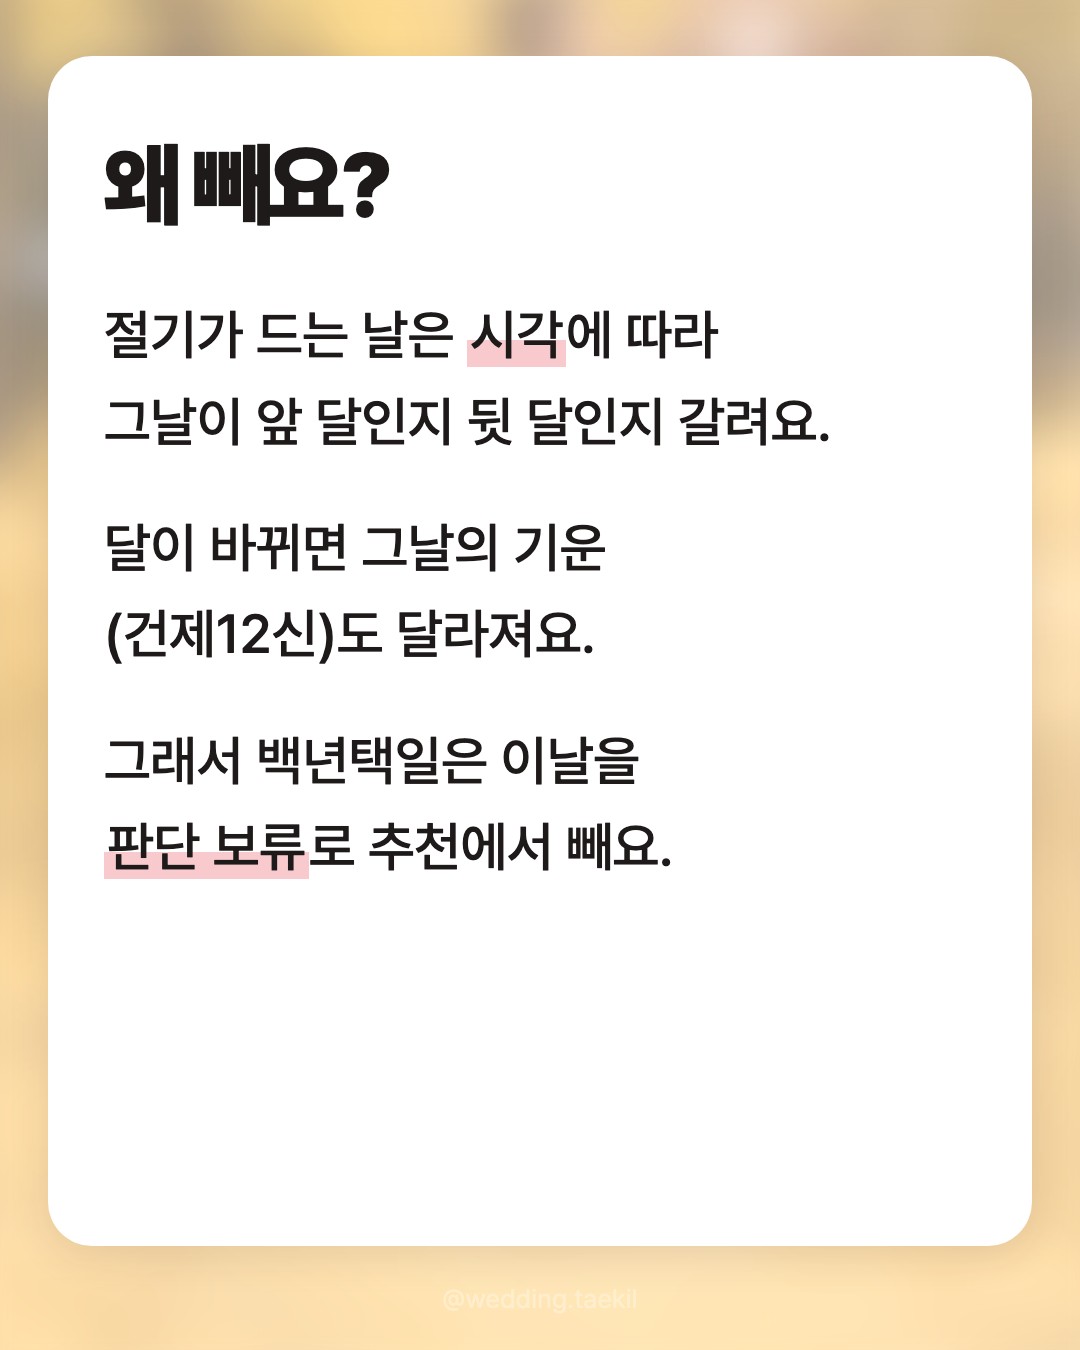 왜 빼요?
절기가 드는 날은 시각에 따라
그날이 앞 달인지 뒷 달인지 갈려요.
달이 바뀌면 그날의 기운
(건제12신)도 달라져요.
그래서 백년택일은 이날을
판단 보류로 추천에서 빼요.
@wedding.taekil